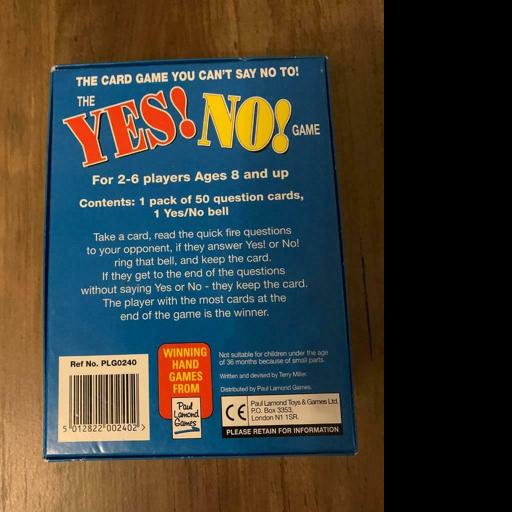 THE CARD GAME YOU CAN'T SAY NO TO!
THE
YES! NO! GAME
For 2-6 players Ages 8 and up
Contents: 1 pack of 50 question cards,
1 Yes/No bell
Take a card, read the quick fire questions
to your opponent, if they answer Yes! or No!
ring that bell, and keep the card.
If they get to the end of the questions
without saying Yes or No - they keep the card.
The player with the most cards at the
end of the game is the winner.
Ref No. PLG0240
5 012822 002402 >
WINNING
HAND
GAMES
FROM
Paul
Lamond
Games
Not suitable for children under the age
of 36 months because of small parts.
Written and devised by Terry Miller.
Distributed by Paul Lamond Games.
CE
Paul Lamond Toys & Games Ltd.
P.O. Box 3353,
London N1 1SR.
PLEASE RETAIN FOR INFORMATION